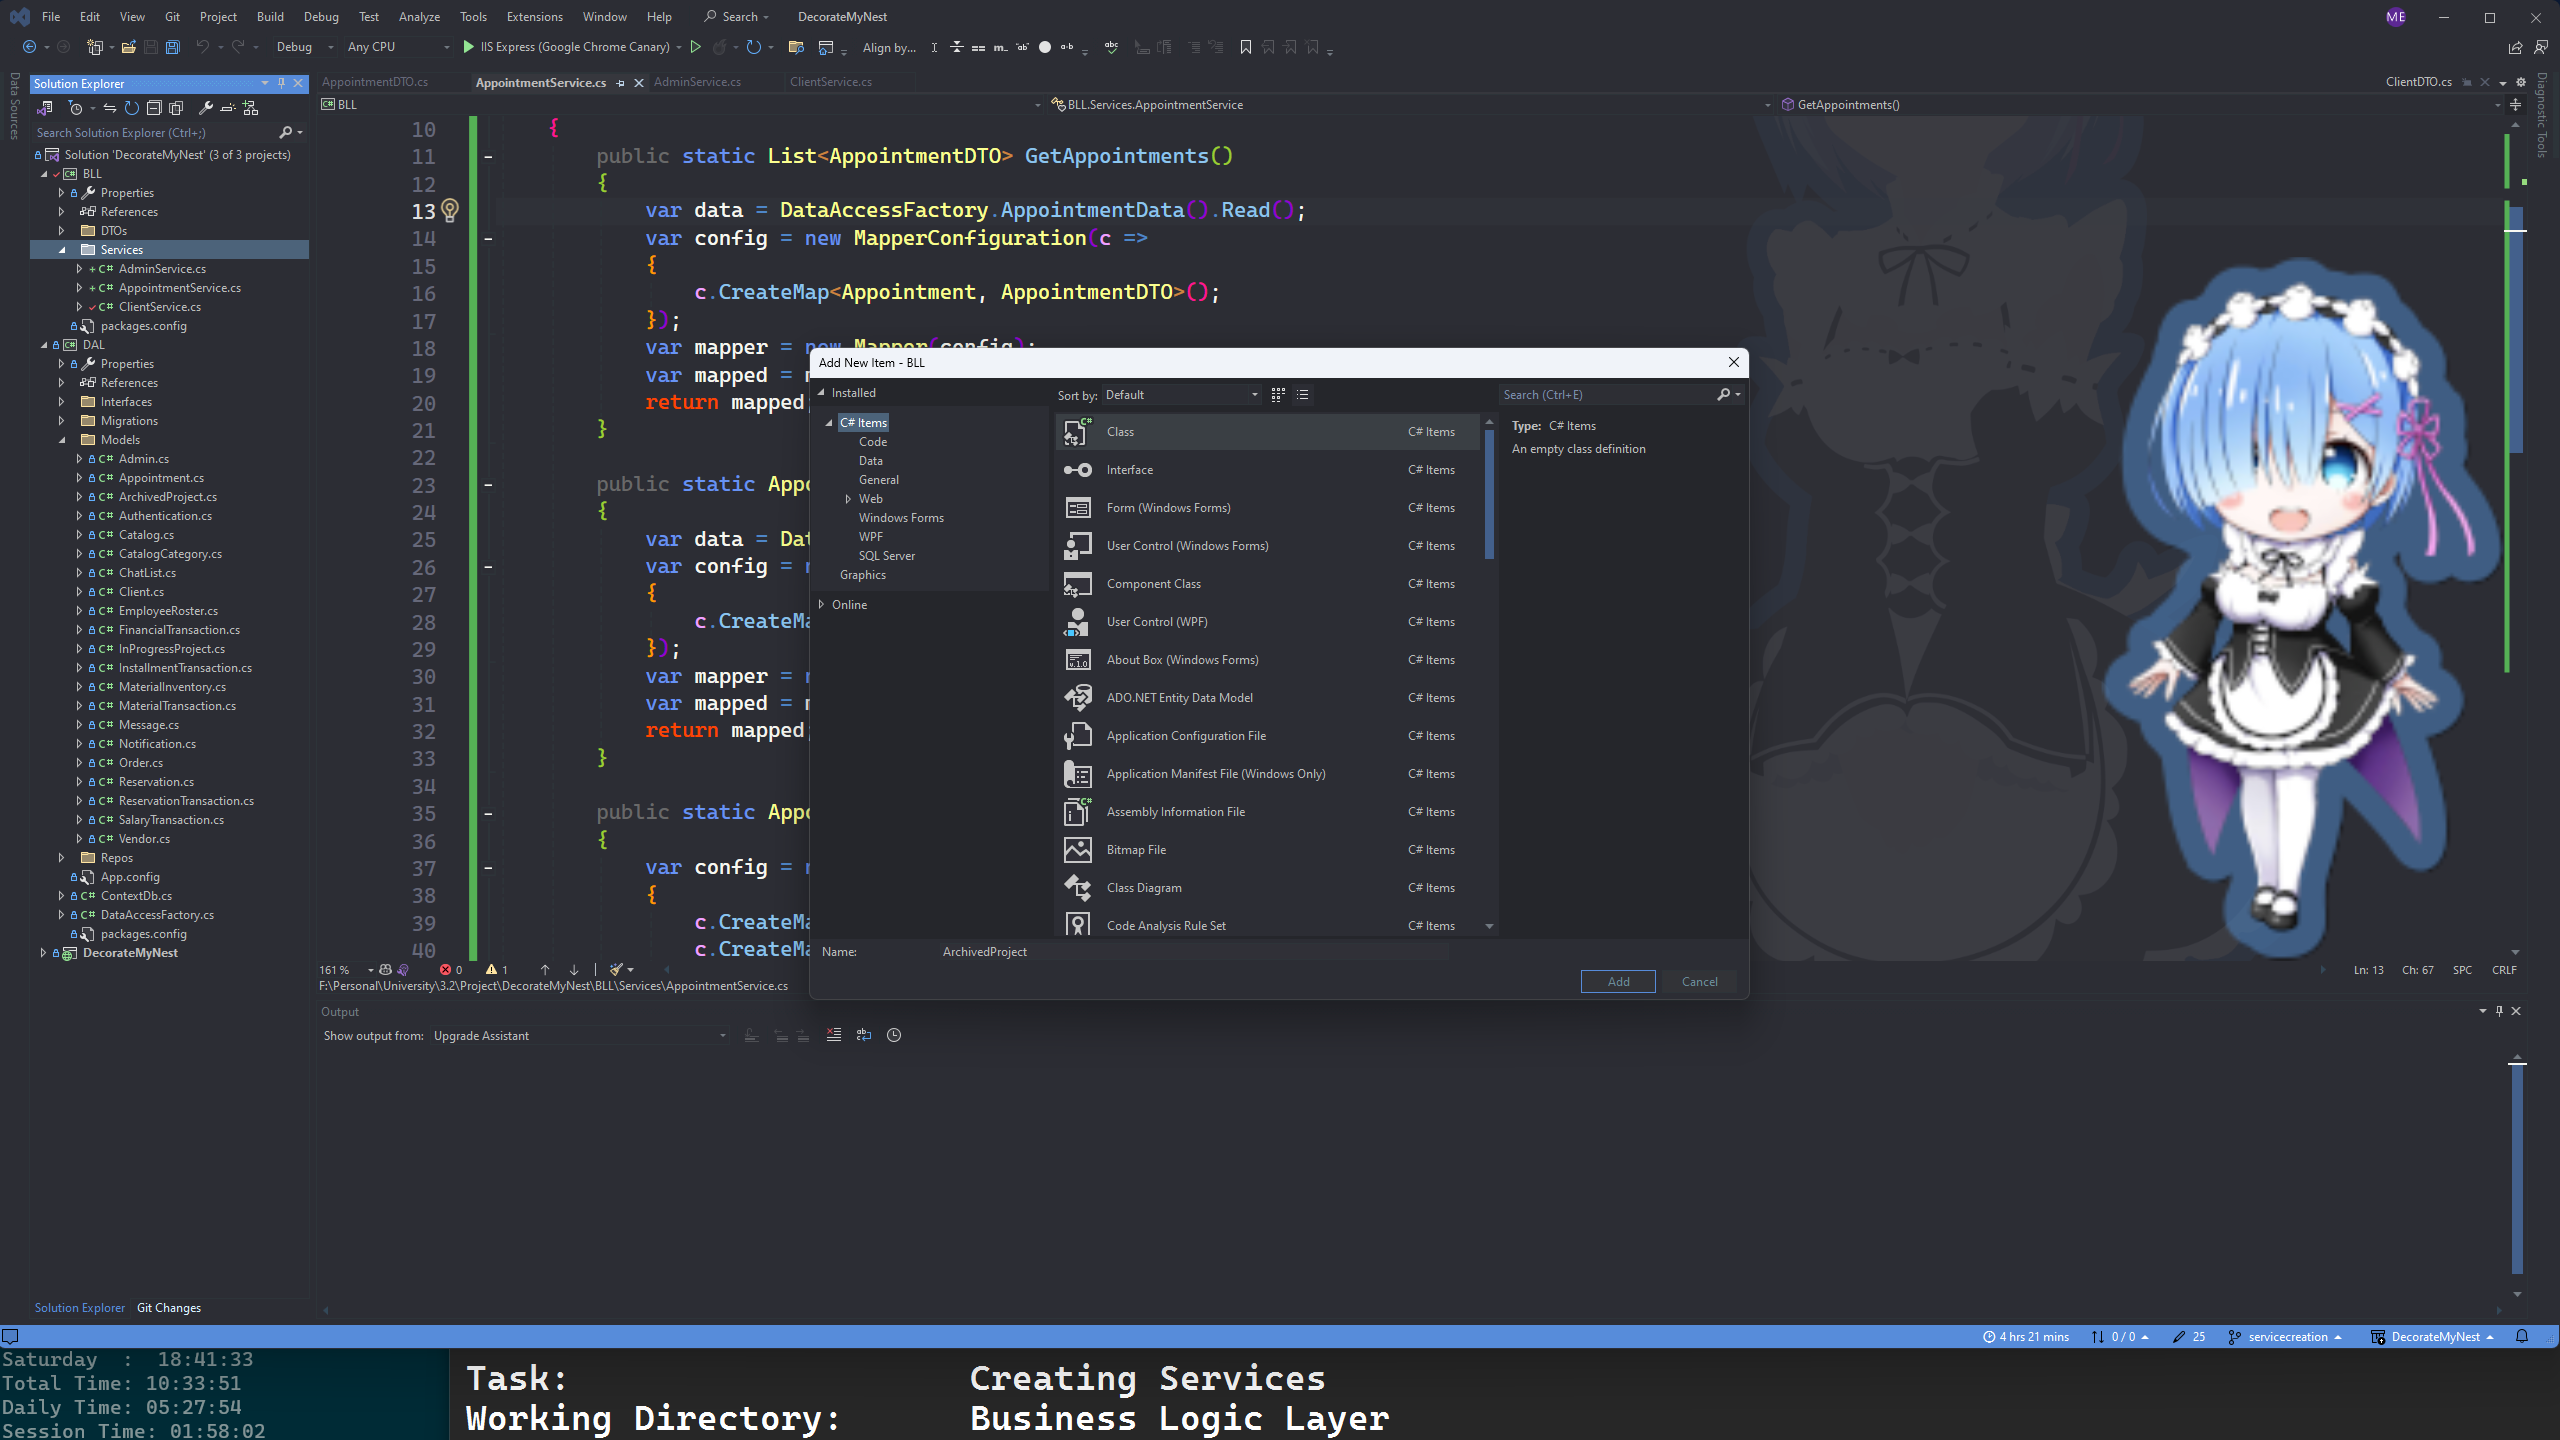 File Edit View Git Project Build Debug Test Analyze Tools Extensions Window Help Search DecorateMyNest ME
Debug Any CPU IIS Express (Google Chrome Canary) Align by...
Data Sources
Solution Explorer
Search Solution Explorer (Ctrl+;)
Solution 'DecorateMyNest' (3 of 3 projects)
BLL
Properties
References
DTOs
Services
AdminService.cs
AppointmentService.cs
ClientService.cs
packages.config
DAL
Properties
References
Interfaces
Migrations
Models
Admin.cs
Appointment.cs
ArchivedProject.cs
Authentication.cs
Catalog.cs
CatalogCategory.cs
ChatList.cs
Client.cs
EmployeeRoster.cs
FinancialTransaction.cs
InProgressProject.cs
InstallmentTransaction.cs
MaterialInventory.cs
MaterialTransaction.cs
Message.cs
Notification.cs
Order.cs
Reservation.cs
ReservationTransaction.cs
SalaryTransaction.cs
Vendor.cs
Repos
App.config
ContextDb.cs
DataAccessFactory.cs
packages.config
DecorateMyNest
Solution Explorer Git Changes
AppointmentDTO.cs AppointmentService.cs AdminService.cs ClientService.cs ClientDTO.cs
BLL BLL.Services.AppointmentService GetAppointments()
Diagnostic Tools
10 {
11 public static List<AppointmentDTO> GetAppointments()
12 {
13 var data = DataAccessFactory.AppointmentData().Read();
14 var config = new MapperConfiguration(c =>
15 {
16 c.CreateMap<Appointment, AppointmentDTO>();
17 });
18 var mapper = new Mapper(config);
19 var mapped = m
20 return mapped;
21 }
22
23 public static Appo
24 {
25 var data = Dat
26 var config = n
27 {
28 c.CreateMa
29 });
30 var mapper = n
31 var mapped = m
32 return mapped;
33 }
34
35 public static Appo
36 {
37 var config = n
38 {
39 c.CreateMa
40 c.CreateMa
Add New Item - BLL
Installed
C# Items
Code
Data
General
Web
Windows Forms
WPF
SQL Server
Graphics
Online
Sort by: Default
Class C# Items
Interface C# Items
Form (Windows Forms) C# Items
User Control (Windows Forms) C# Items
Component Class C# Items
User Control (WPF) C# Items
About Box (Windows Forms) C# Items
ADO.NET Entity Data Model C# Items
Application Configuration File C# Items
Application Manifest File (Windows Only) C# Items
Assembly Information File C# Items
Bitmap File C# Items
Class Diagram C# Items
Code Analysis Rule Set C# Items
Search (Ctrl+E)
Type: C# Items
An empty class definition
Name: ArchivedProject
Add Cancel
161 % 0 1 Ln: 13 Ch: 67 SPC CRLF
F:\Personal\University\3.2\Project\DecorateMyNest\BLL\Services\AppointmentService.cs
Output
Show output from: Upgrade Assistant
4 hrs 21 mins 0 / 0 25 servicecreation DecorateMyNest
Saturday : 18:41:33
Total Time: 10:33:51
Daily Time: 05:27:54
Session Time: 01:58:02
Task: Creating Services
Working Directory: Business Logic Layer